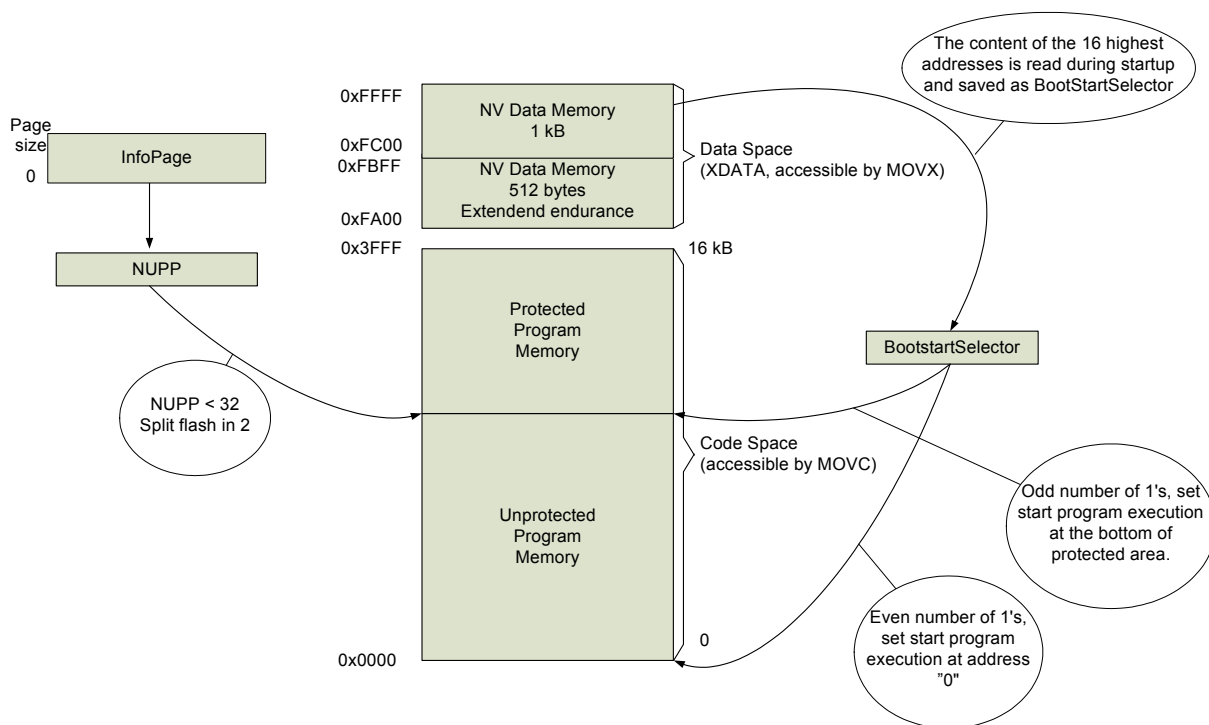 The content of the 16 highest
addresses is read during startup
and saved as BootStartSelector
0xFFFF
NV Data Memory
1 kB
Page
size
0
InfoPage
0xFC00
0xFBFF
Data Space
(XDATA, accessible by MOVX)
NV Data Memory
512 bytes
Extendend endurance
0xFA00
0x3FFF
16 kB
NUPP
Protected
Program
Memory
BootstartSelector
NUPP < 32
Split flash in 2
Code Space
(accessible by MOVC)
Odd number of 1's, set
start program execution
at the bottom of
protected area.
Unprotected
Program
Memory
Even number of 1's,
set start program
execution at address
"0"
0
0x0000